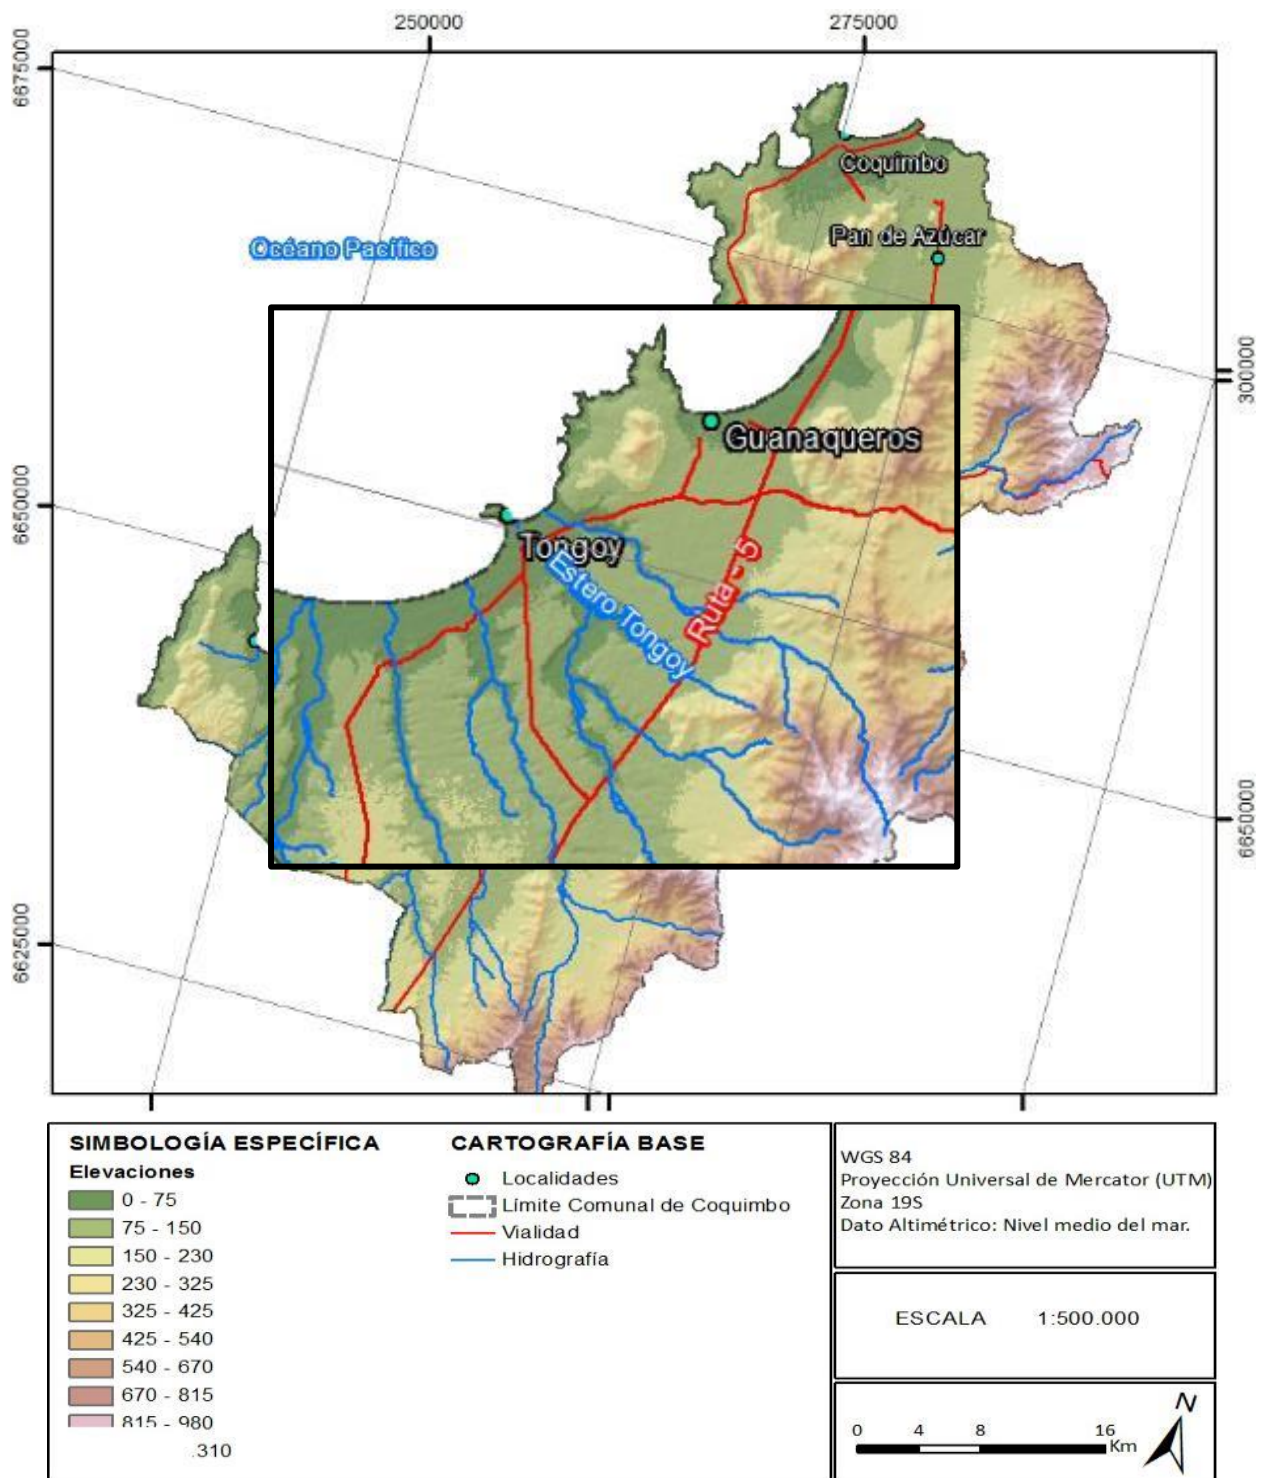 250000
275000
6675000
Coquimbo
Océano Pacífico
Pan de Azúcar
300000
Guanaqueros
6650000
Tongoy
Estero Tongoy
Ruta - 5
6650000
6625000
SIMBOLOGÍA ESPECÍFICA
Elevaciones
0 - 75
75 - 150
150 - 230
230 - 325
325 - 425
425 - 540
540 - 670
670 - 815
815 - 980
.310
CARTOGRAFÍA BASE
Localidades
Límite Comunal de Coquimbo
Vialidad
Hidrografía
WGS 84
Proyección Universal de Mercator (UTM)
Zona 19S
Dato Altimétrico: Nivel medio del mar.
ESCALA 1:500.000
N
0 4 8 16
Km